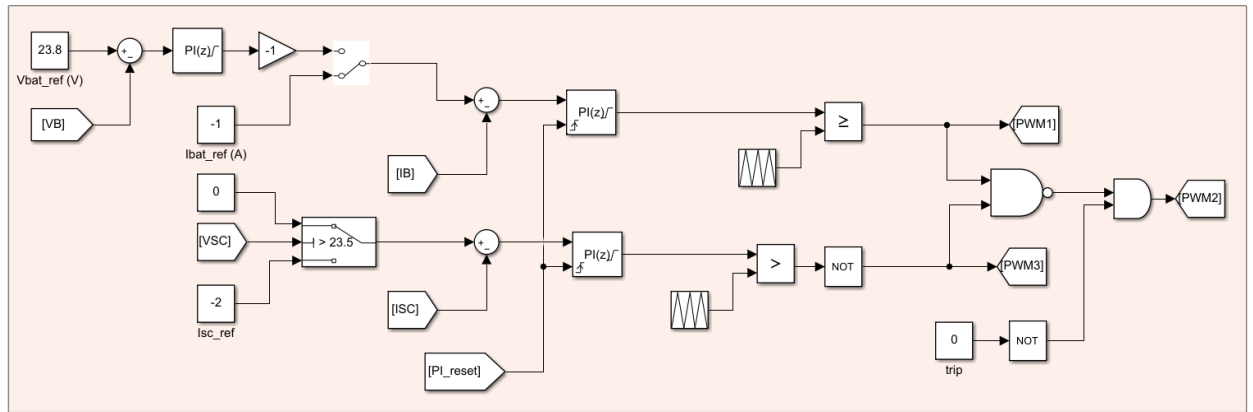 23.8
Vbat_ref (V)
+
−
PI(z)
-1
[VB]
-1
Ibat_ref (A)
+
−
[IB]
PI(z)
≥
[PWM1]
0
[VSC]
> 23.5
-2
Isc_ref
+
−
[ISC]
PI(z)
>
NOT
[PWM2]
[PWM3]
[PI_reset]
0
trip
NOT